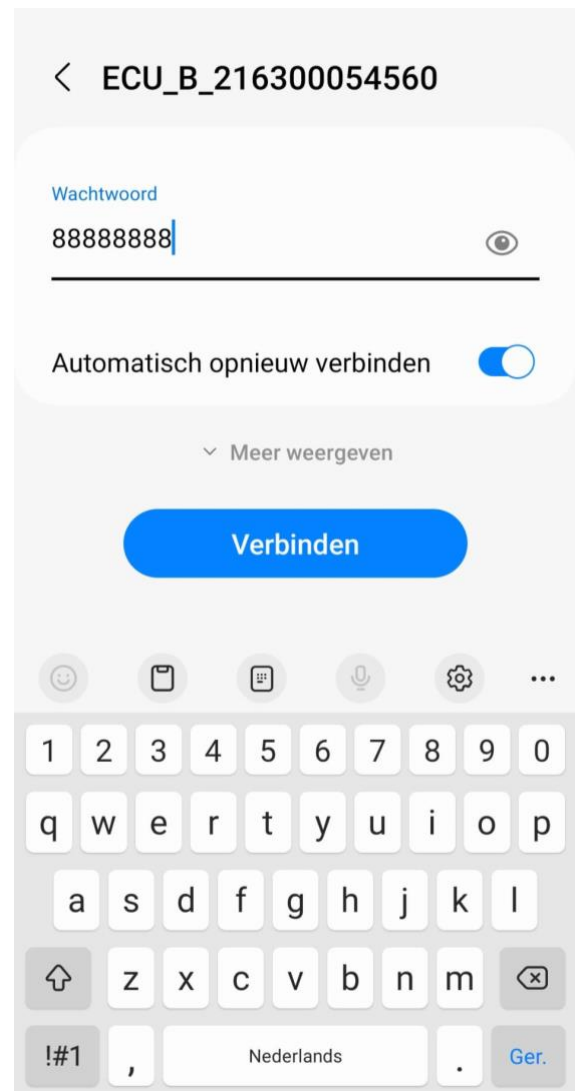 ECU_B_216300054560
Wachtwoord
88888888
Automatisch opnieuw verbinden
Meer weergeven
Verbinden
1 2 3 4 5 6 7 8 9 0
q w e r t y u i o p
a s d f g h j k l
z x c v b n m
!#1 , Nederlands . Ger.